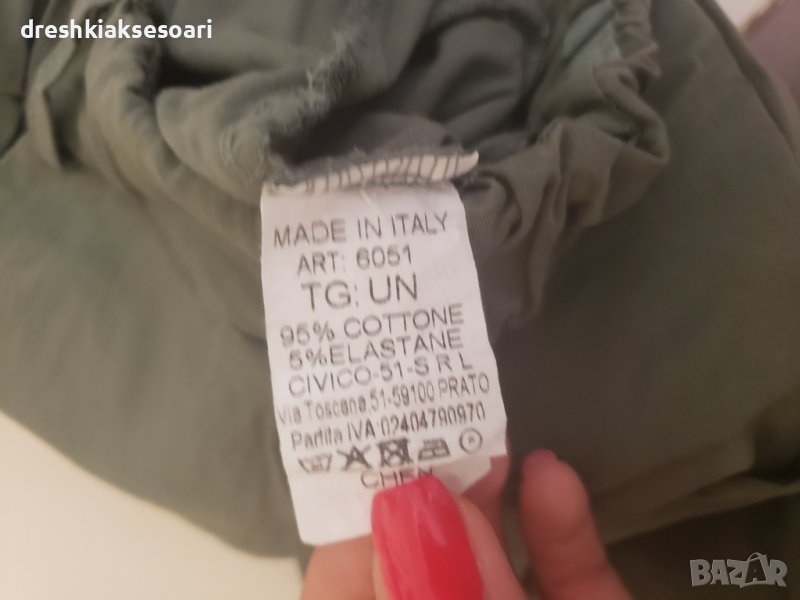 dreshkiaksesoari
MADE IN ITALY
ART: 6051
TG: UN
95% COTTONE
5%ELASTANE
CIVICO-51-S R L
Via Toscana,51-59100 PRATO
Partita IVA:02404790970
CHEN
BAZAR